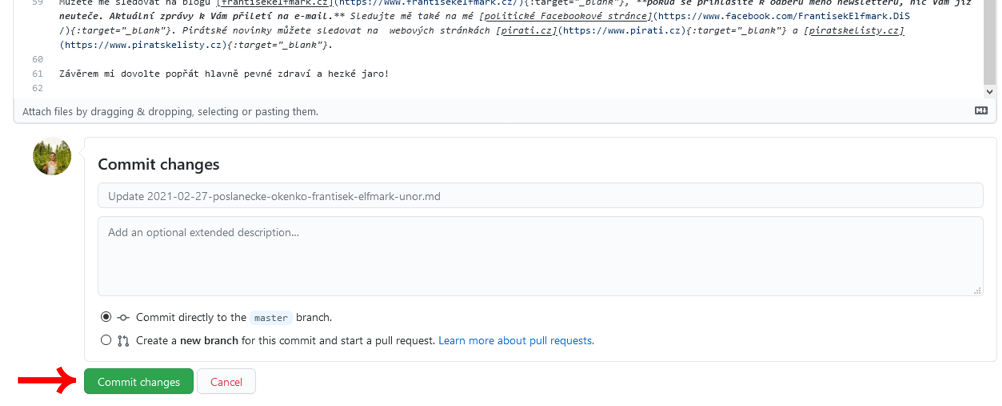 59 Můžete mě sledovat na blogu [frantisekelfmark.cz](https://www.frantisekelfmark.cz/){:target="_blank"}, **pokud se přihlásíte k odběru mého newsletteru, nic Vám již
neuteče. Aktuální zprávy k Vám přiletí na e-mail.** Sledujte mě také na mé [politické Facebookové stránce](https://www.facebook.com/FrantisekElfmark.DiS
/){:target="_blank"}. Pirátské novinky můžete sledovat na webových stránkách [pirati.cz](https://www.pirati.cz){:target="_blank"} a [piratskelisty.cz]
(https://www.piratskelisty.cz){:target="_blank"}.
60
61 Závěrem mi dovolte popřát hlavně pevné zdraví a hezké jaro!
62
Attach files by dragging & dropping, selecting or pasting them.
Commit changes
Update 2021-02-27-poslanecke-okenko-frantisek-elfmark-unor.md
Add an optional extended description...
Commit directly to the master branch.
Create a new branch for this commit and start a pull request. Learn more about pull requests.
Commit changes Cancel